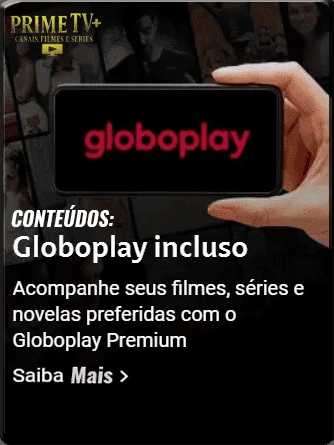 PRIME TV+
CANAIS FILMES E SERIES
globoplay
CONTEÚDOS:
Globoplay incluso
Acompanhe seus filmes, séries e
novelas preferidas com o
Globoplay Premium
Saiba Mais >